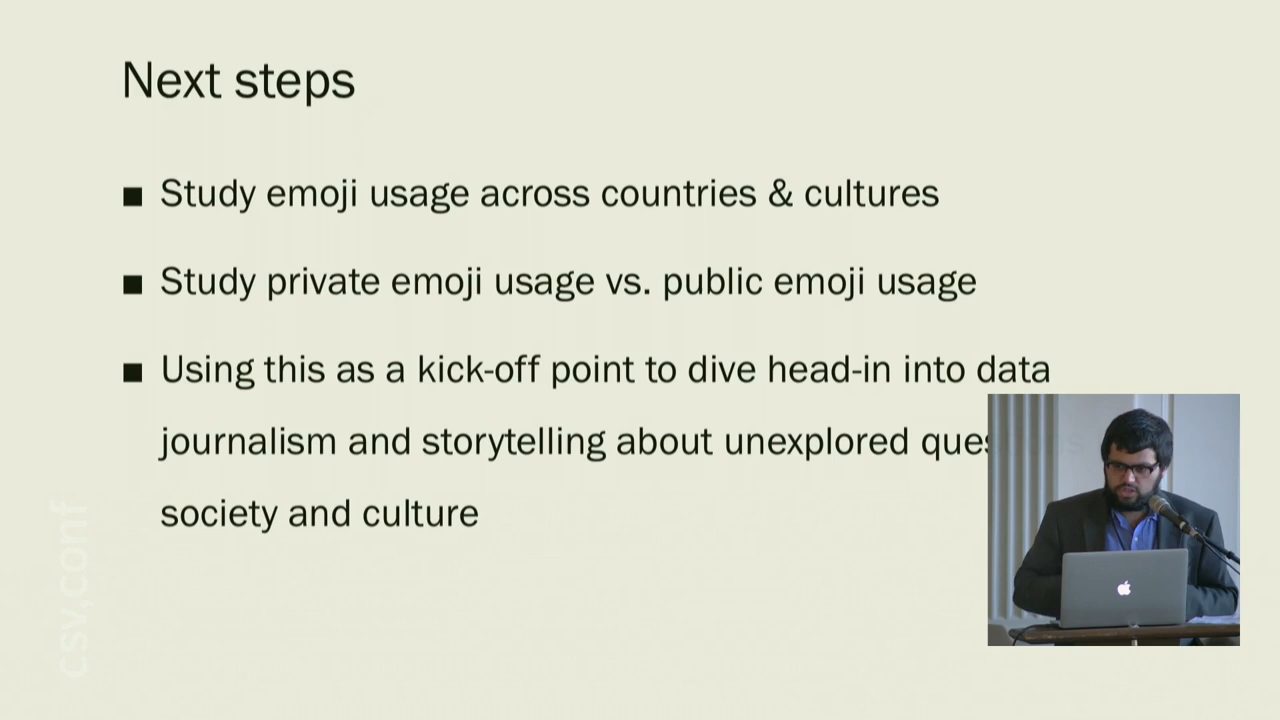 Next steps
■ Study emoji usage across countries & cultures
■ Study private emoji usage vs. public emoji usage
■ Using this as a kick-off point to dive head-in into data
journalism and storytelling about unexplored
society and culture
csv,conf